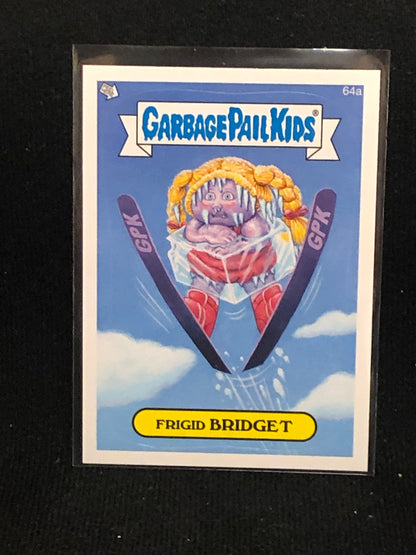 64a
GARBAGE PAIL KIDS®
GPK
GPK
FRIGID BRIDGET